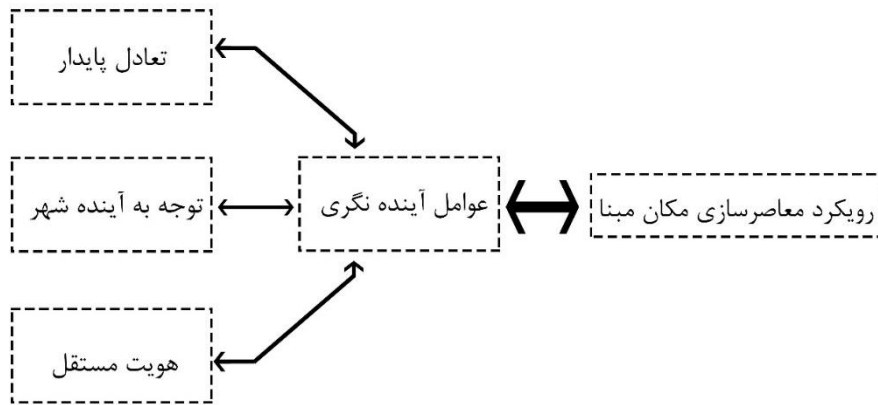 تعادل پایدار
توجه به آینده شهر
عوامل آینده نگری
رویکرد معاصرسازی مکان مبنا
هویت مستقل